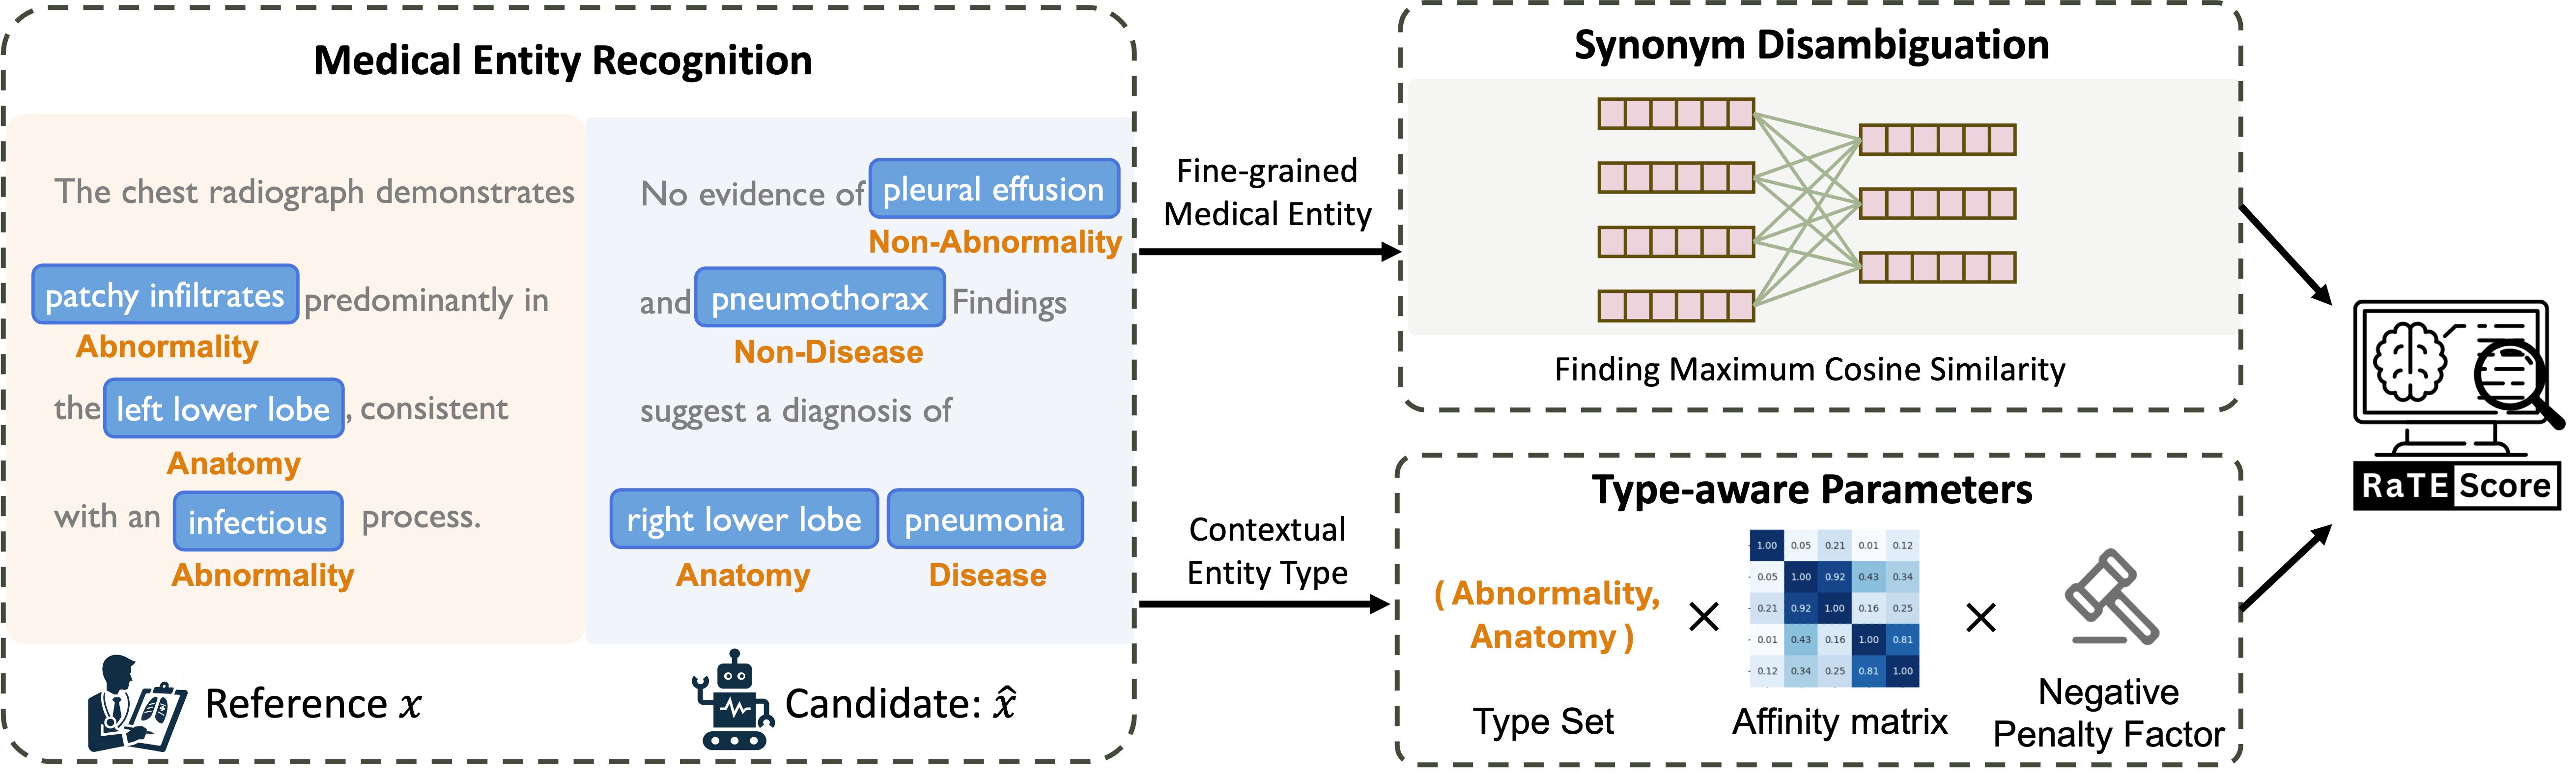 Medical Entity Recognition
The chest radiograph demonstrates
patchy infiltrates predominantly in
Abnormality
the left lower lobe , consistent
Anatomy
with an infectious process.
Abnormality
Reference x
No evidence of pleural effusion
Non-Abnormality
and pneumothorax Findings
Non-Disease
suggest a diagnosis of
right lower lobe pneumonia
Anatomy Disease
Candidate: x̂
Fine-grained
Medical Entity
Contextual
Entity Type
Synonym Disambiguation
Finding Maximum Cosine Similarity
Type-aware Parameters
( Abnormality,
Anatomy )
Type Set
×
1.00 0.05 0.21 0.01 0.12
0.05 1.00 0.92 0.43 0.34
0.21 0.92 1.00 0.16 0.25
0.01 0.43 0.16 1.00 0.81
0.12 0.34 0.25 0.81 1.00
Affinity matrix
×
Negative
Penalty Factor
RaTE Score